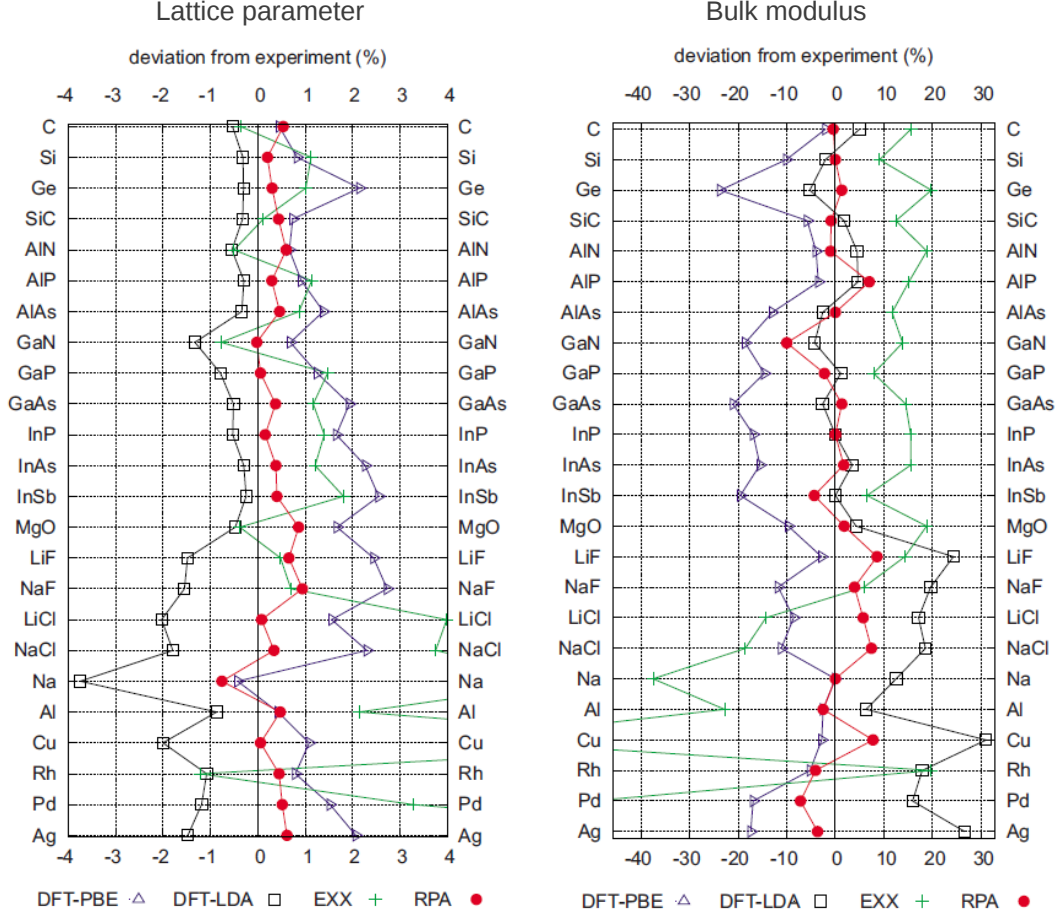 Lattice parameter
deviation from experiment (%)
-4 -3 -2 -1 0 1 2 3 4
C C
Si Si
Ge Ge
SiC SiC
AlN AlN
AlP AlP
AlAs AlAs
GaN GaN
GaP GaP
GaAs GaAs
InP InP
InAs InAs
InSb InSb
MgO MgO
LiF LiF
NaF NaF
LiCl LiCl
NaCl NaCl
Na Na
Al Al
Cu Cu
Rh Rh
Pd Pd
Ag Ag
-4 -3 -2 -1 0 1 2 3 4
DFT-PBE DFT-LDA EXX RPA
Bulk modulus
deviation from experiment (%)
-40 -30 -20 -10 0 10 20 30
C C
Si Si
Ge Ge
SiC SiC
AlN AlN
AlP AlP
AlAs AlAs
GaN GaN
GaP GaP
GaAs GaAs
InP InP
InAs InAs
InSb InSb
MgO MgO
LiF LiF
NaF NaF
LiCl LiCl
NaCl NaCl
Na Na
Al Al
Cu Cu
Rh Rh
Pd Pd
Ag Ag
-40 -30 -20 -10 0 10 20 30
DFT-PBE DFT-LDA EXX RPA